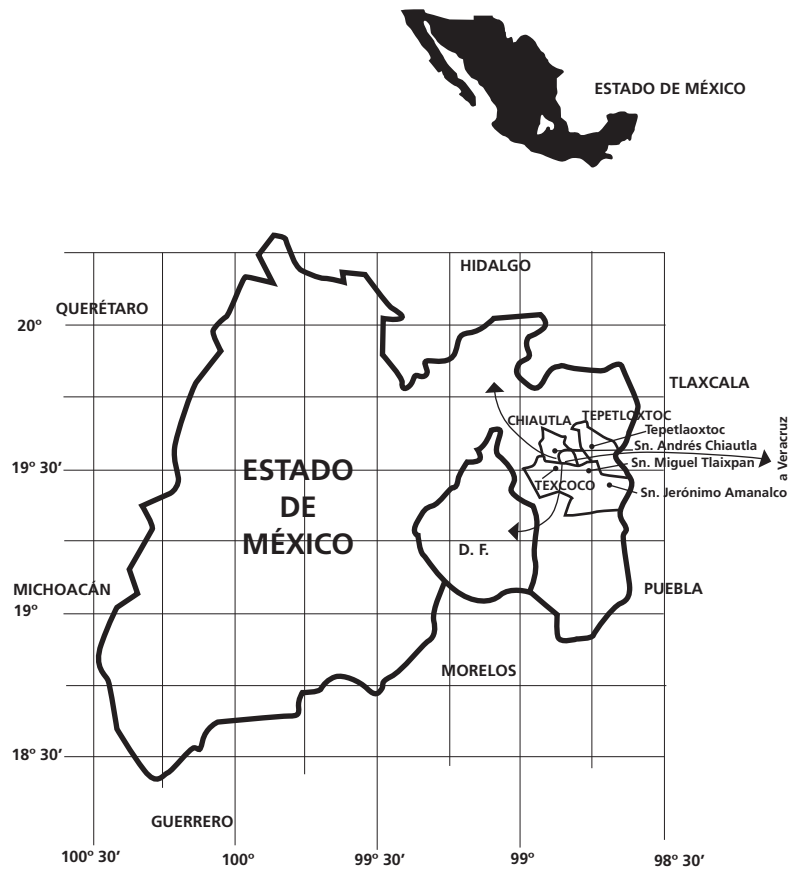 ESTADO DE MÉXICO
HIDALGO
QUERÉTARO
20º
TLAXCALA
CHIAUTLA
TEPETLOXTOC
Tepetlaoxtoc
Sn. Andrés Chiautla
a Veracruz
19º 30’
ESTADO
DE
MÉXICO
Sn. Miguel Tlaixpan
TEXCOCO
Sn. Jerónimo Amanalco
D. F.
MICHOACÁN
PUEBLA
19º
MORELOS
18º 30’
GUERRERO
100º 30’
100º
99º 30’
99º
98º 30’